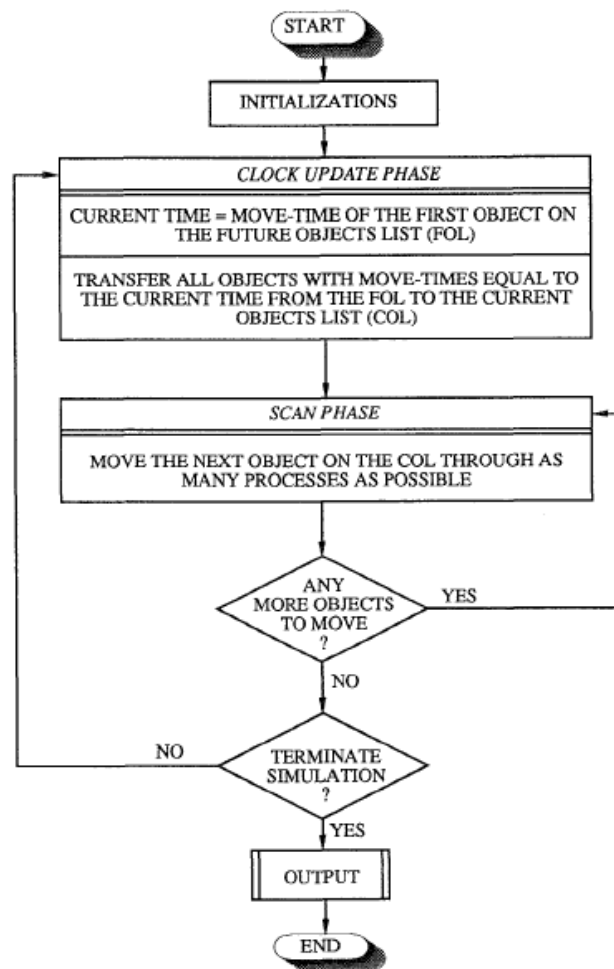 START
INITIALIZATIONS
CLOCK UPDATE PHASE
CURRENT TIME = MOVE-TIME OF THE FIRST OBJECT ON
THE FUTURE OBJECTS LIST (FOL)
TRANSFER ALL OBJECTS WITH MOVE-TIMES EQUAL TO
THE CURRENT TIME FROM THE FOL TO THE CURRENT
OBJECTS LIST (COL)
SCAN PHASE
MOVE THE NEXT OBJECT ON THE COL THROUGH AS
MANY PROCESSES AS POSSIBLE
ANY
MORE OBJECTS
TO MOVE
?
YES
NO
NO
TERMINATE
SIMULATION
?
YES
OUTPUT
END